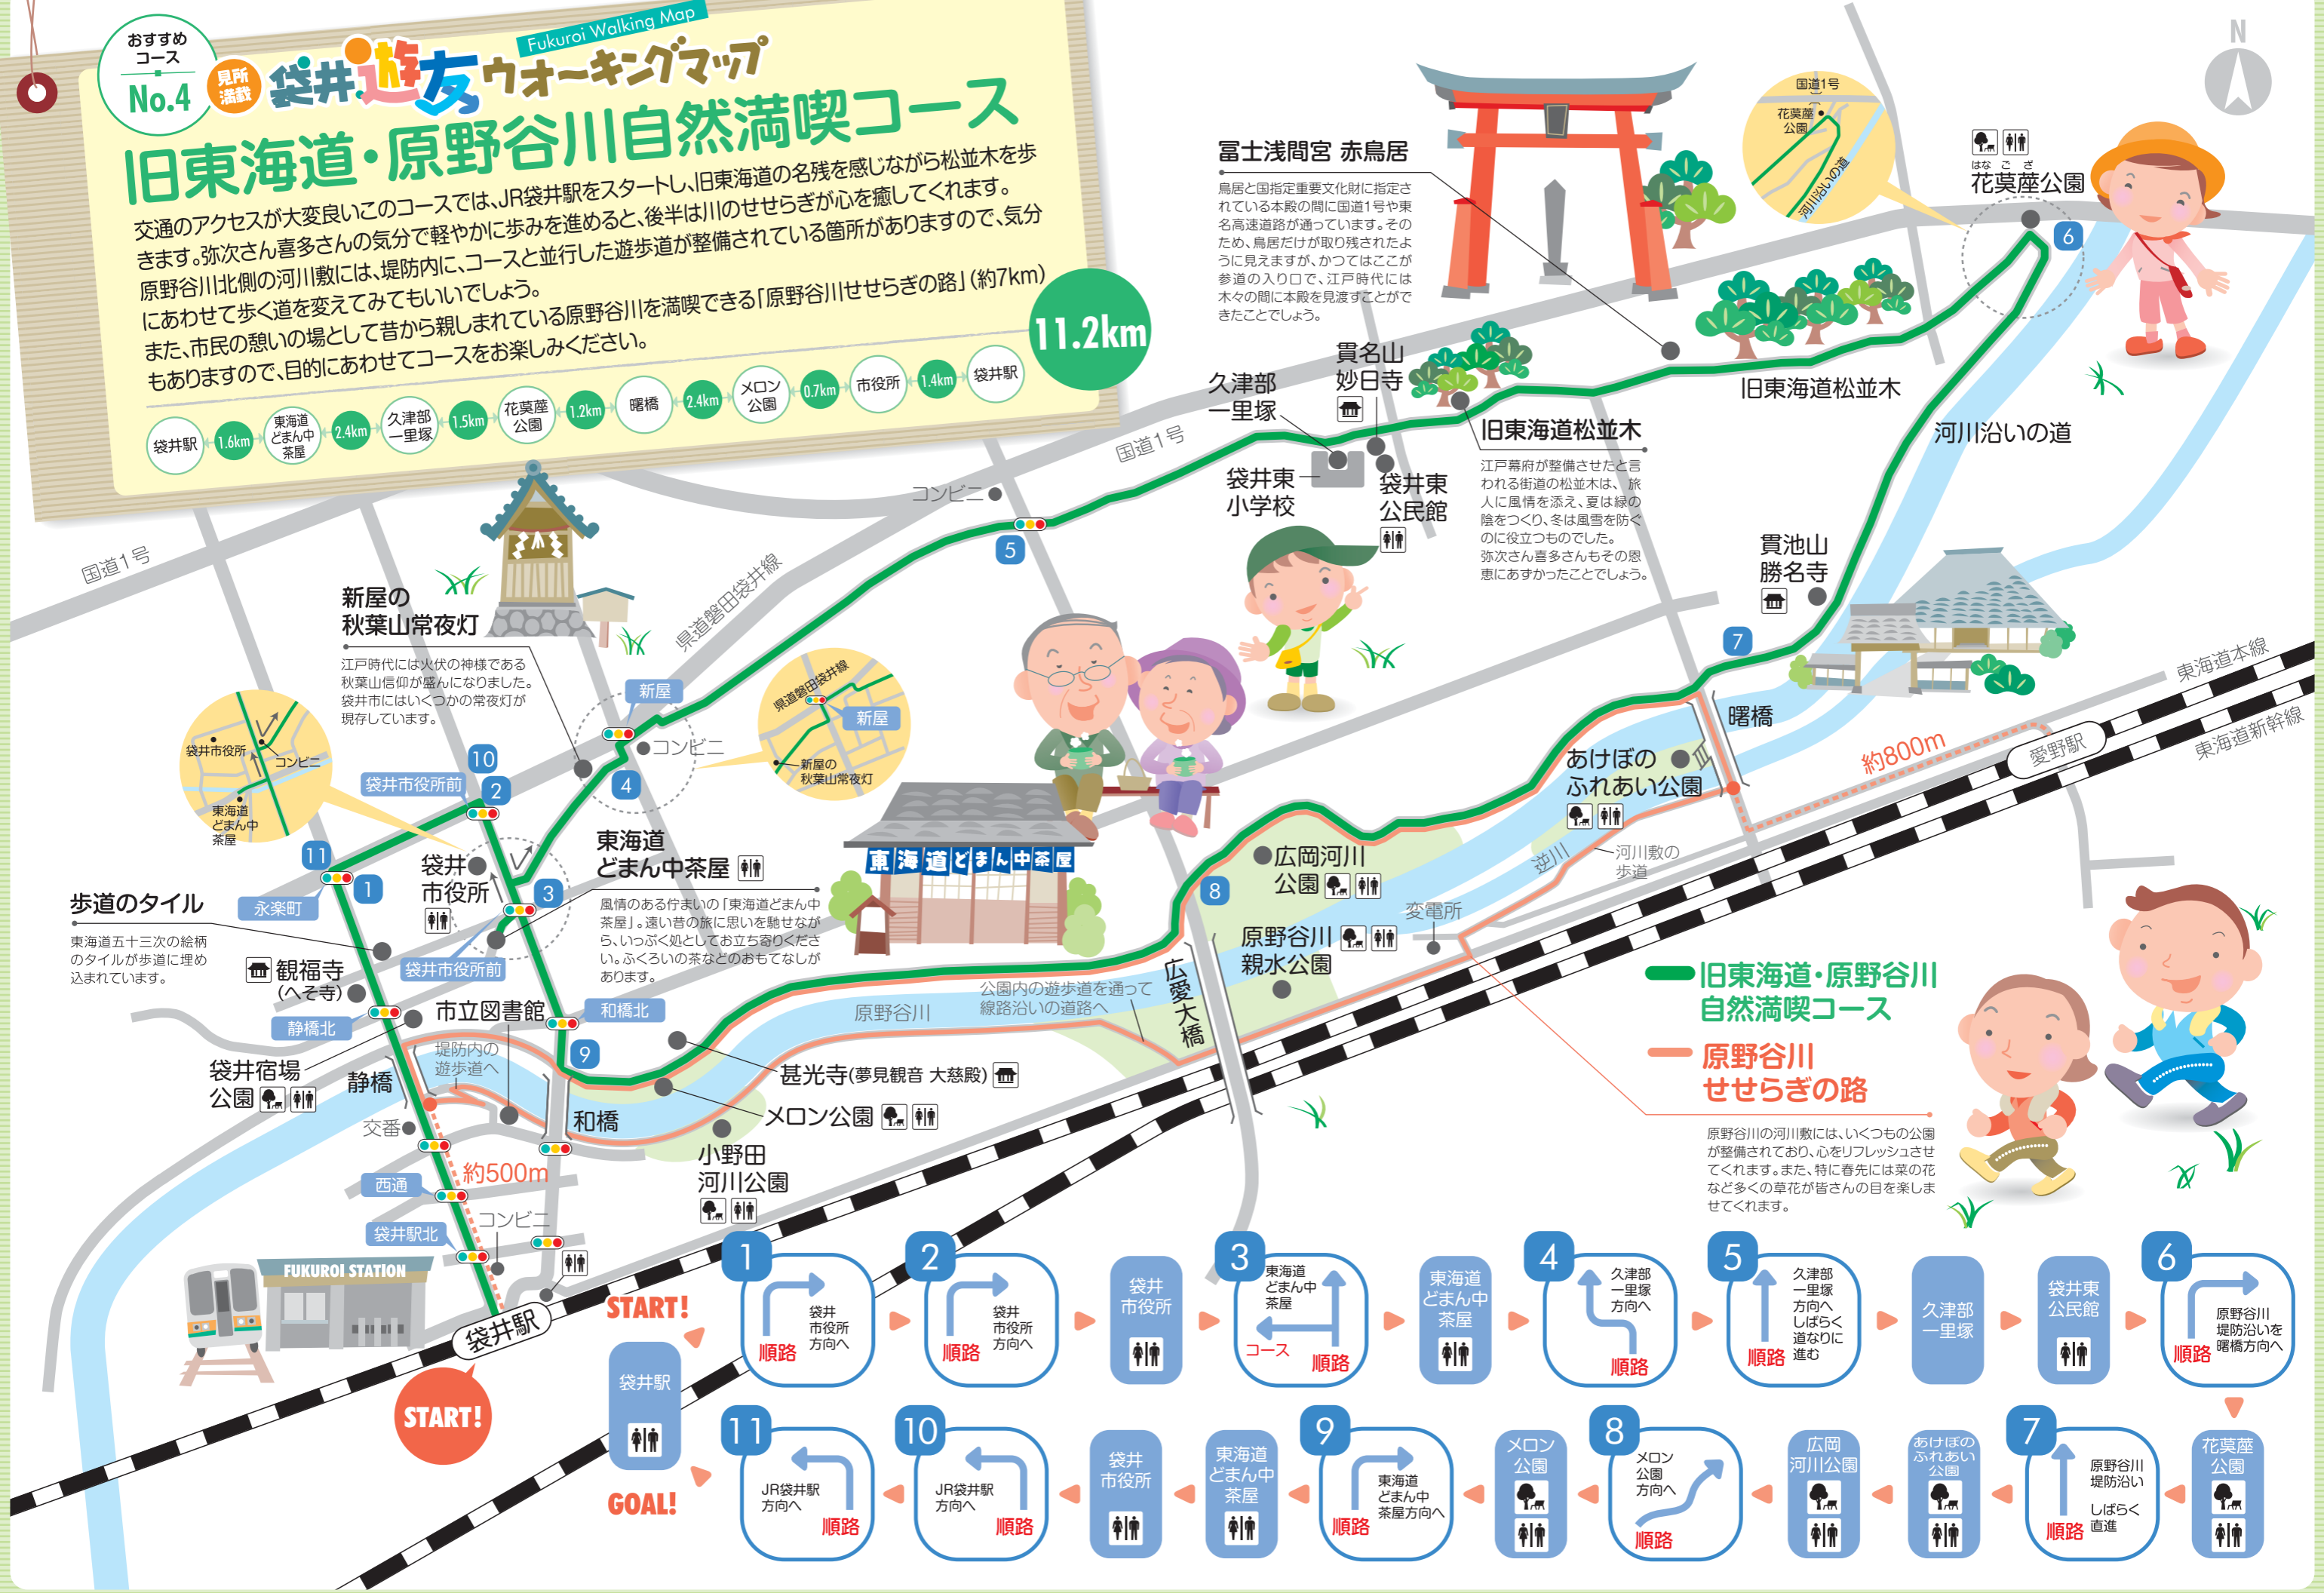 おすすめ
コース
No.4
見所
満載
袋井遊友ウオーキングマップ
Fukuroi Walking Map
旧東海道・原野谷川自然満喫コース
交通のアクセスが大変良いこのコースでは、JR袋井駅をスタートし、旧東海道の名残を感じながら松並木を歩
きます。弥次さん喜多さんの気分で軽やかに歩みを進めると、後半は川のせせらぎが心を癒してくれます。
原野谷川北側の河川敷には、堤防内に、コースと並行した遊歩道が整備されている箇所がありますので、気分
にあわせて歩く道を変えてみてもいいでしょう。
また、市民の憩いの場として昔から親しまれている原野谷川を満喫できる「原野谷川せせらぎの路」(約7km)
もありますので、目的にあわせてコースをお楽しみください。
11.2km
袋井駅
1.6km
東海道
どまん中
茶屋
2.4km
久津部
一里塚
1.5km
花茣蓙
公園
1.2km
曙橋
2.4km
メロン
公園
0.7km
市役所
1.4km
袋井駅
N
冨士浅間宮 赤鳥居
鳥居と国指定重要文化財に指定さ
れている本殿の間に国道1号や東
名高速道路が通っています。その
ため、鳥居だけが取り残されたよ
うに見えますが、かつてはここが
参道の入り口で、江戸時代には
木々の間に本殿を見渡すことがで
きたことでしょう。
国道1号
花茣蓙
公園
河川沿いの道
はなござ
花茣蓙公園
6
貫名山
妙日寺
久津部
一里塚
旧東海道松並木
河川沿いの道
国道1号
コンビニ
5
袋井東
小学校
袋井東
公民館
旧東海道松並木
江戸幕府が整備させたと言
われる街道の松並木は、旅
人に風情を添え、夏は緑の
陰をつくり、冬は風雪を防ぐ
のに役立つものでした。
弥次さん喜多さんもその恩
恵にあずかったことでしょう。
貫池山
勝名寺
7
国道1号
新屋の
秋葉山常夜灯
江戸時代には火伏の神様である
秋葉山信仰が盛んになりました。
袋井市にはいくつかの常夜灯が
現存しています。
県道磐田袋井線
新屋
コンビニ
4
県道磐田袋井線
新屋
新屋の
秋葉山常夜灯
袋井市役所
コンビニ
東海道
どまん中
茶屋
10
袋井市役所前
2
11
1
永楽町
袋井
市役所
3
袋井市役所前
東海道
どまん中茶屋
風情のある佇まいの「東海道どまん中
茶屋」。遠い昔の旅に思いを馳せなが
ら、いっぷく処としてお立ち寄りくださ
い。ふくろいの茶などのおもてなしが
あります。
東海道どまん中茶屋
曙橋
あけぼの
ふれあい公園
約800m
愛野駅
東海道本線
東海道新幹線
逆川
河川敷の
歩道
変電所
広岡河川
公園
8
原野谷川
親水公園
広愛大橋
公園内の遊歩道を通って
線路沿いの道路へ
原野谷川
歩道のタイル
東海道五十三次の絵柄
のタイルが歩道に埋め
込まれています。
観福寺
(へそ寺)
静橋北
市立図書館
和橋北
9
袋井宿場
公園
静橋
堤防内の
遊歩道へ
交番
和橋
甚光寺(夢見観音 大慈殿)
メロン公園
小野田
河川公園
約500m
西通
袋井駅北
コンビニ
FUKUROI STATION
袋井駅
START!
旧東海道・原野谷川
自然満喫コース
原野谷川
せせらぎの路
原野谷川の河川敷には、いくつもの公園
が整備されており、心をリフレッシュさせ
てくれます。また、特に春先には菜の花
など多くの草花が皆さんの目を楽しま
せてくれます。
START!
袋井駅
1
袋井
市役所
方向へ
順路
2
袋井
市役所
方向へ
順路
袋井
市役所
3
東海道
どまん中
茶屋
コース
順路
東海道
どまん中
茶屋
4
久津部
一里塚
方向へ
順路
5
久津部
一里塚
方向へ
しばらく
道なりに
進む
順路
久津部
一里塚
袋井東
公民館
6
原野谷川
堤防沿いを
曙橋方向へ
順路
花茣蓙
公園
7
原野谷川
堤防沿い
しばらく
直進
順路
あけぼの
ふれあい
公園
広岡
河川公園
8
メロン
公園
方向へ
順路
メロン
公園
9
東海道
どまん中
茶屋方向へ
順路
東海道
どまん中
茶屋
袋井
市役所
10
JR袋井駅
方向へ
順路
11
JR袋井駅
方向へ
順路
GOAL!